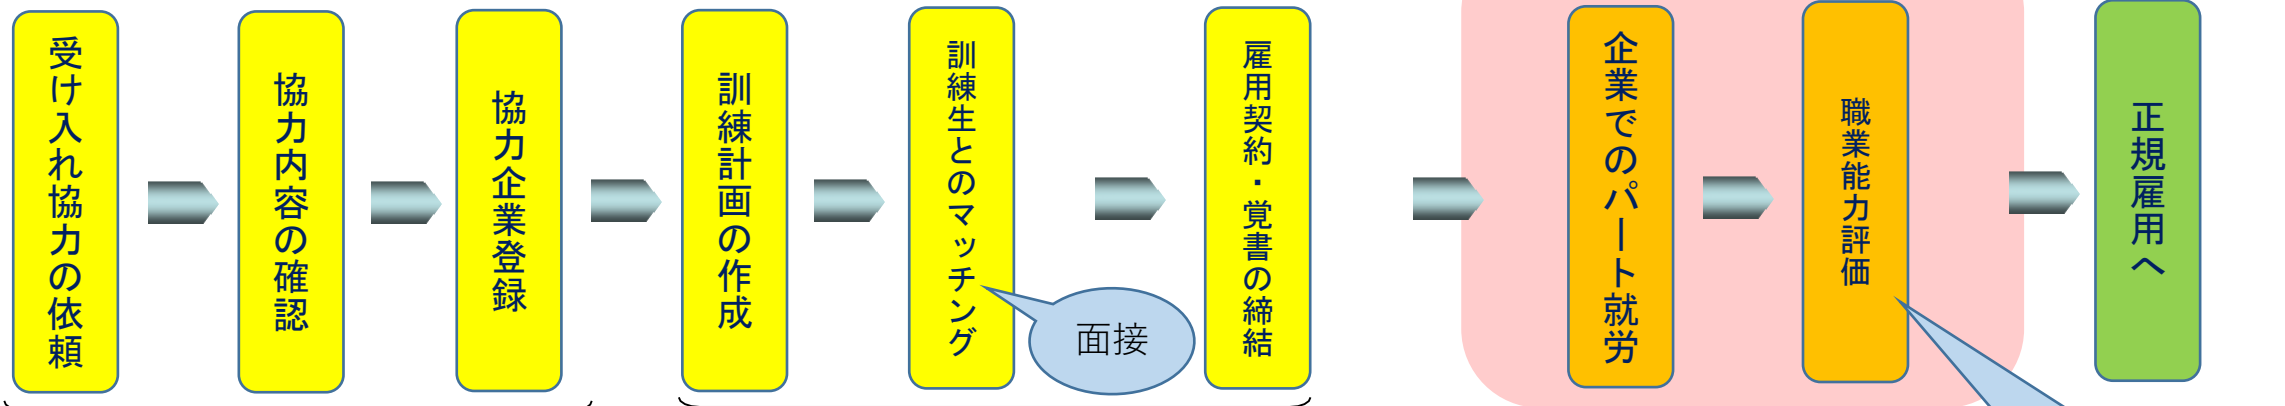 受け入れ協力の依頼
協力内容の確認
協力企業登録
訓練計画の作成
訓練生とのマッチング
面接
雇用契約・覚書の締結
企業でのパート就労
職業能力評価
正規雇用へ